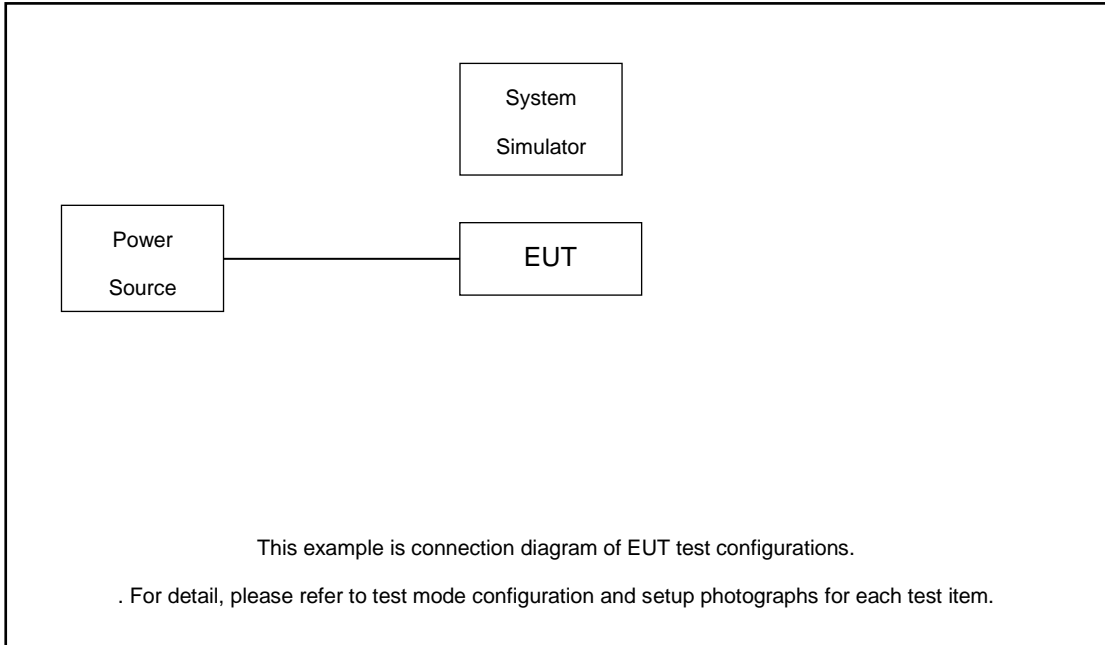 System
Simulator
Power
Source
EUT
This example is connection diagram of EUT test configurations.
. For detail, please refer to test mode configuration and setup photographs for each test item.